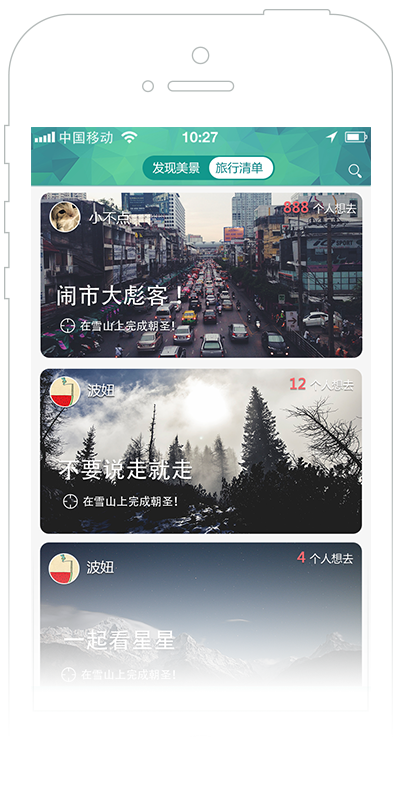 中国移动 10:27
发现美景 旅行清单
小不点 888 个人想去
闹市大彪客！
在雪山上完成朝圣！
波妞 12 个人想去
不要说走就走
在雪山上完成朝圣！
波妞 4 个人想去
一起看星星
在雪山上完成朝圣！